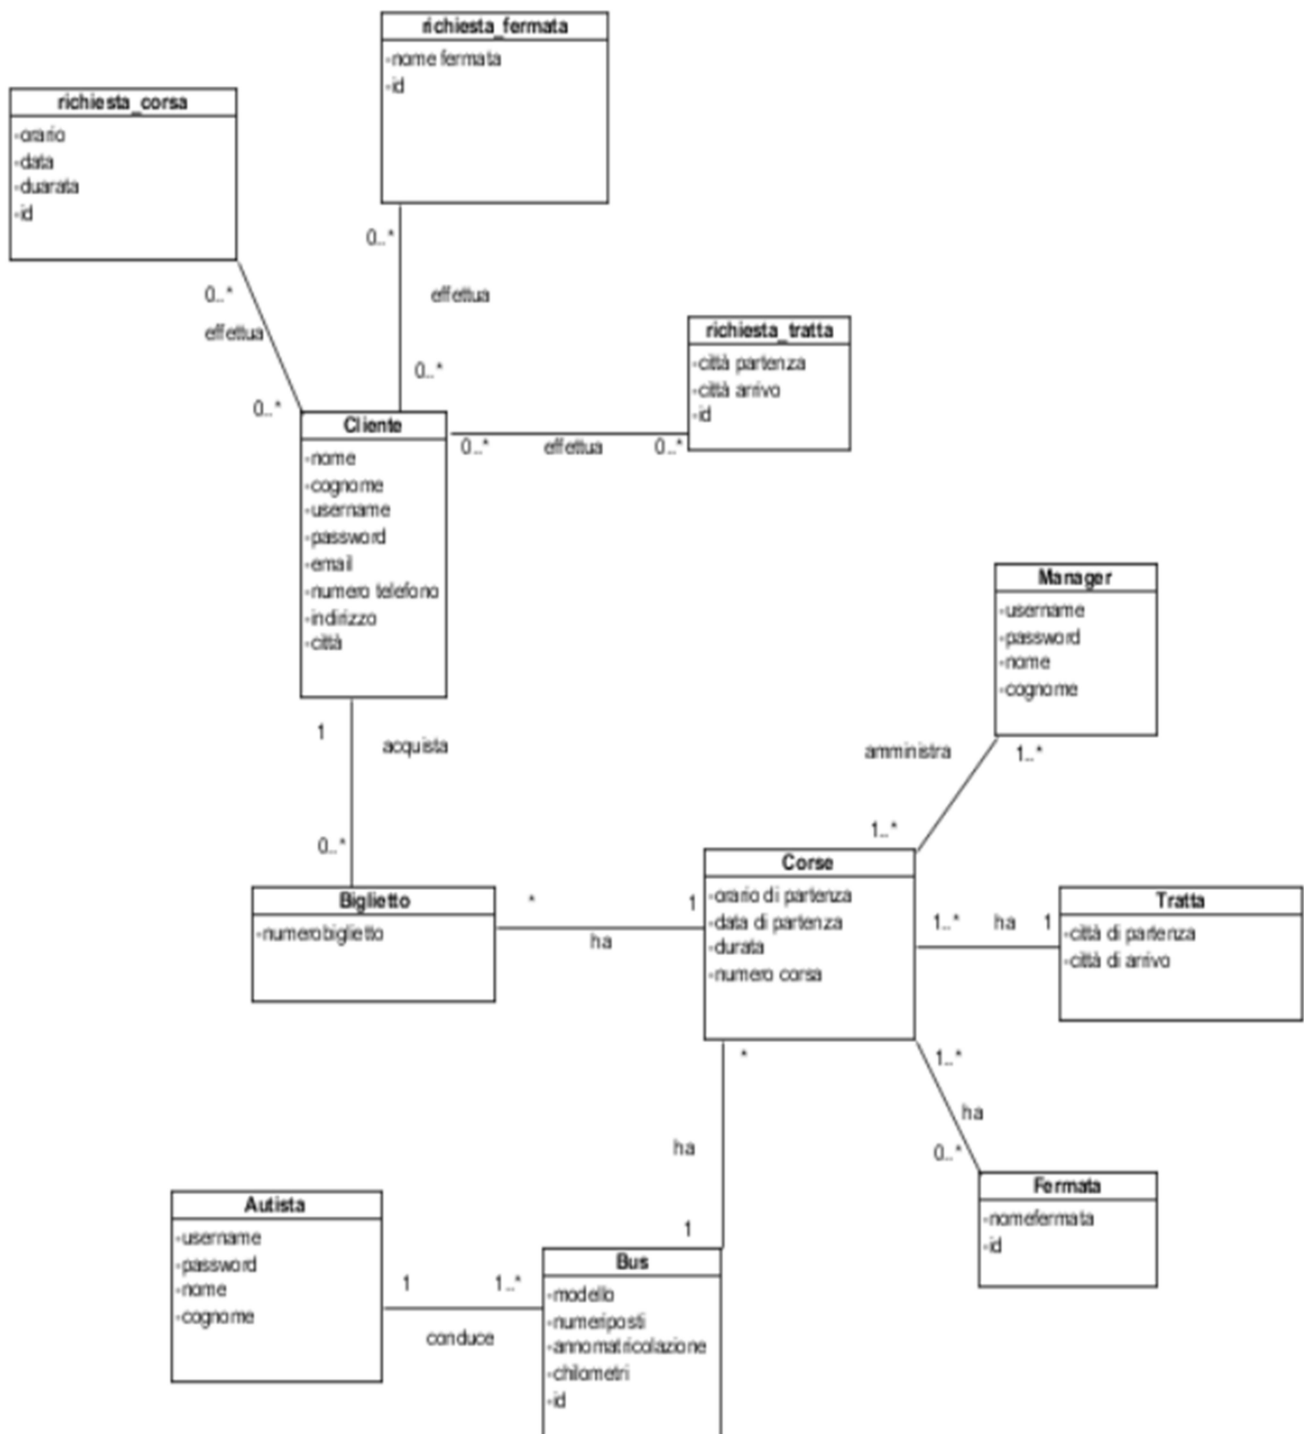 richiesta_fermata
-nome fermata
-id
richiesta_corsa
-orario
-data
-duarata
-id
0..*
effettua
0..*
0..*
effettua
0..*
richiesta_tratta
-città partenza
-città arrivo
-id
0..*
effettua
0..*
Cliente
-nome
-cognome
-username
-password
-email
-numero telefono
-indirizzo
-città
Manager
-username
-password
-nome
-cognome
1
acquista
0..*
amministra
1..*
1..*
Biglietto
-numerobiglietto
*
ha
1
Corse
-orario di partenza
-data di partenza
-durata
-numero corsa
1..*
ha
1
Tratta
-città di partenza
-città di arrivo
*
ha
1
1..*
ha
0..*
Fermata
-nomefermata
-id
Autista
-username
-password
-nome
-cognome
1
conduce
1..*
Bus
-modello
-numeriposti
-annomatricolazione
-chilometri
-id